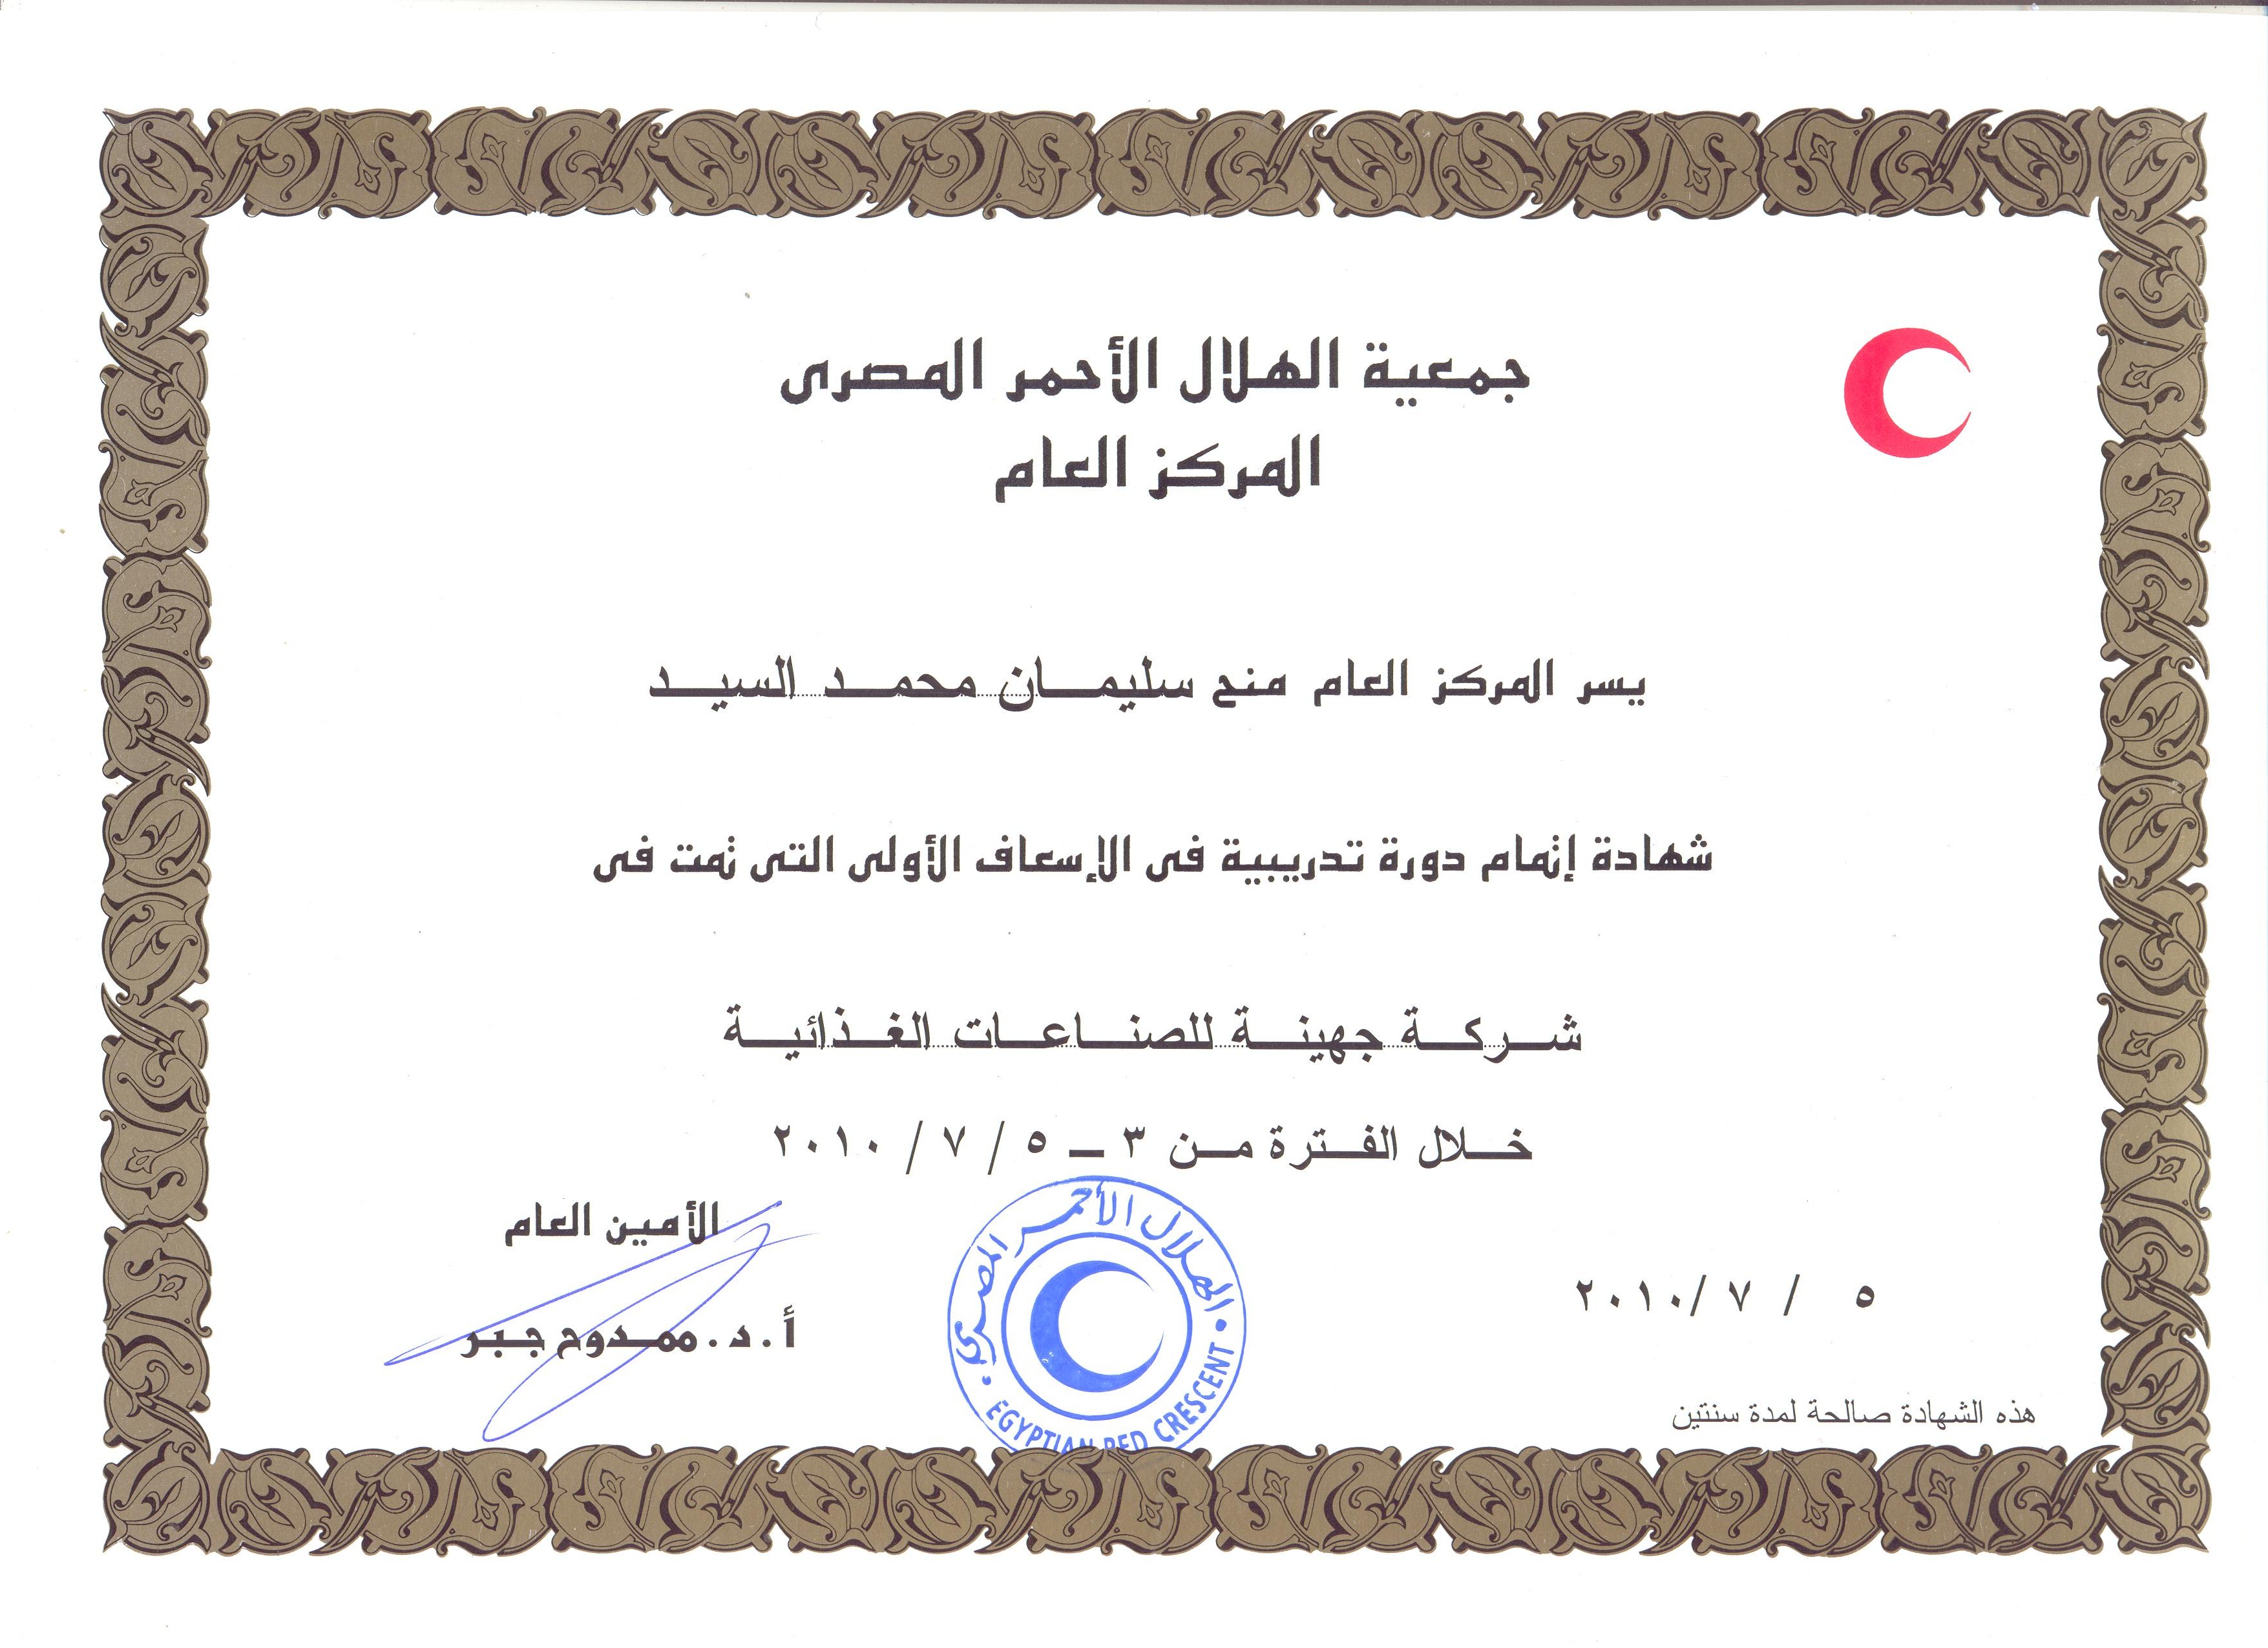 جمعية الهلال الأحمر المصرى
المركز العام
يسر المركز العام منح سليمان محمد السيد
شهادة إتمام دورة تدريبية فى الإسعاف الأولى التى تمت فى
شركة جهينة للصناعات الغذائية
خلال الفترة من ٣ – ٥ / ٧ / ٢٠١٠
الأمين العام
أ.د. ممدوح جبر
الهلال الأحمر المصري
EGYPTIAN RED CRESCENT
٥ / ٧ /٢٠١٠
هذه الشهادة صالحة لمدة سنتين